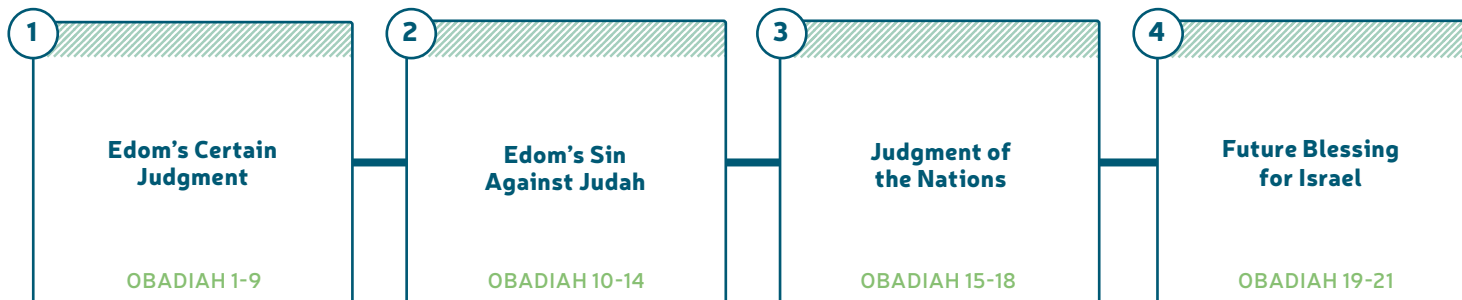 1
Edom’s Certain
Judgment
OBADIAH 1-9
2
Edom’s Sin
Against Judah
OBADIAH 10-14
3
Judgment of
the Nations
OBADIAH 15-18
4
Future Blessing
for Israel
OBADIAH 19-21